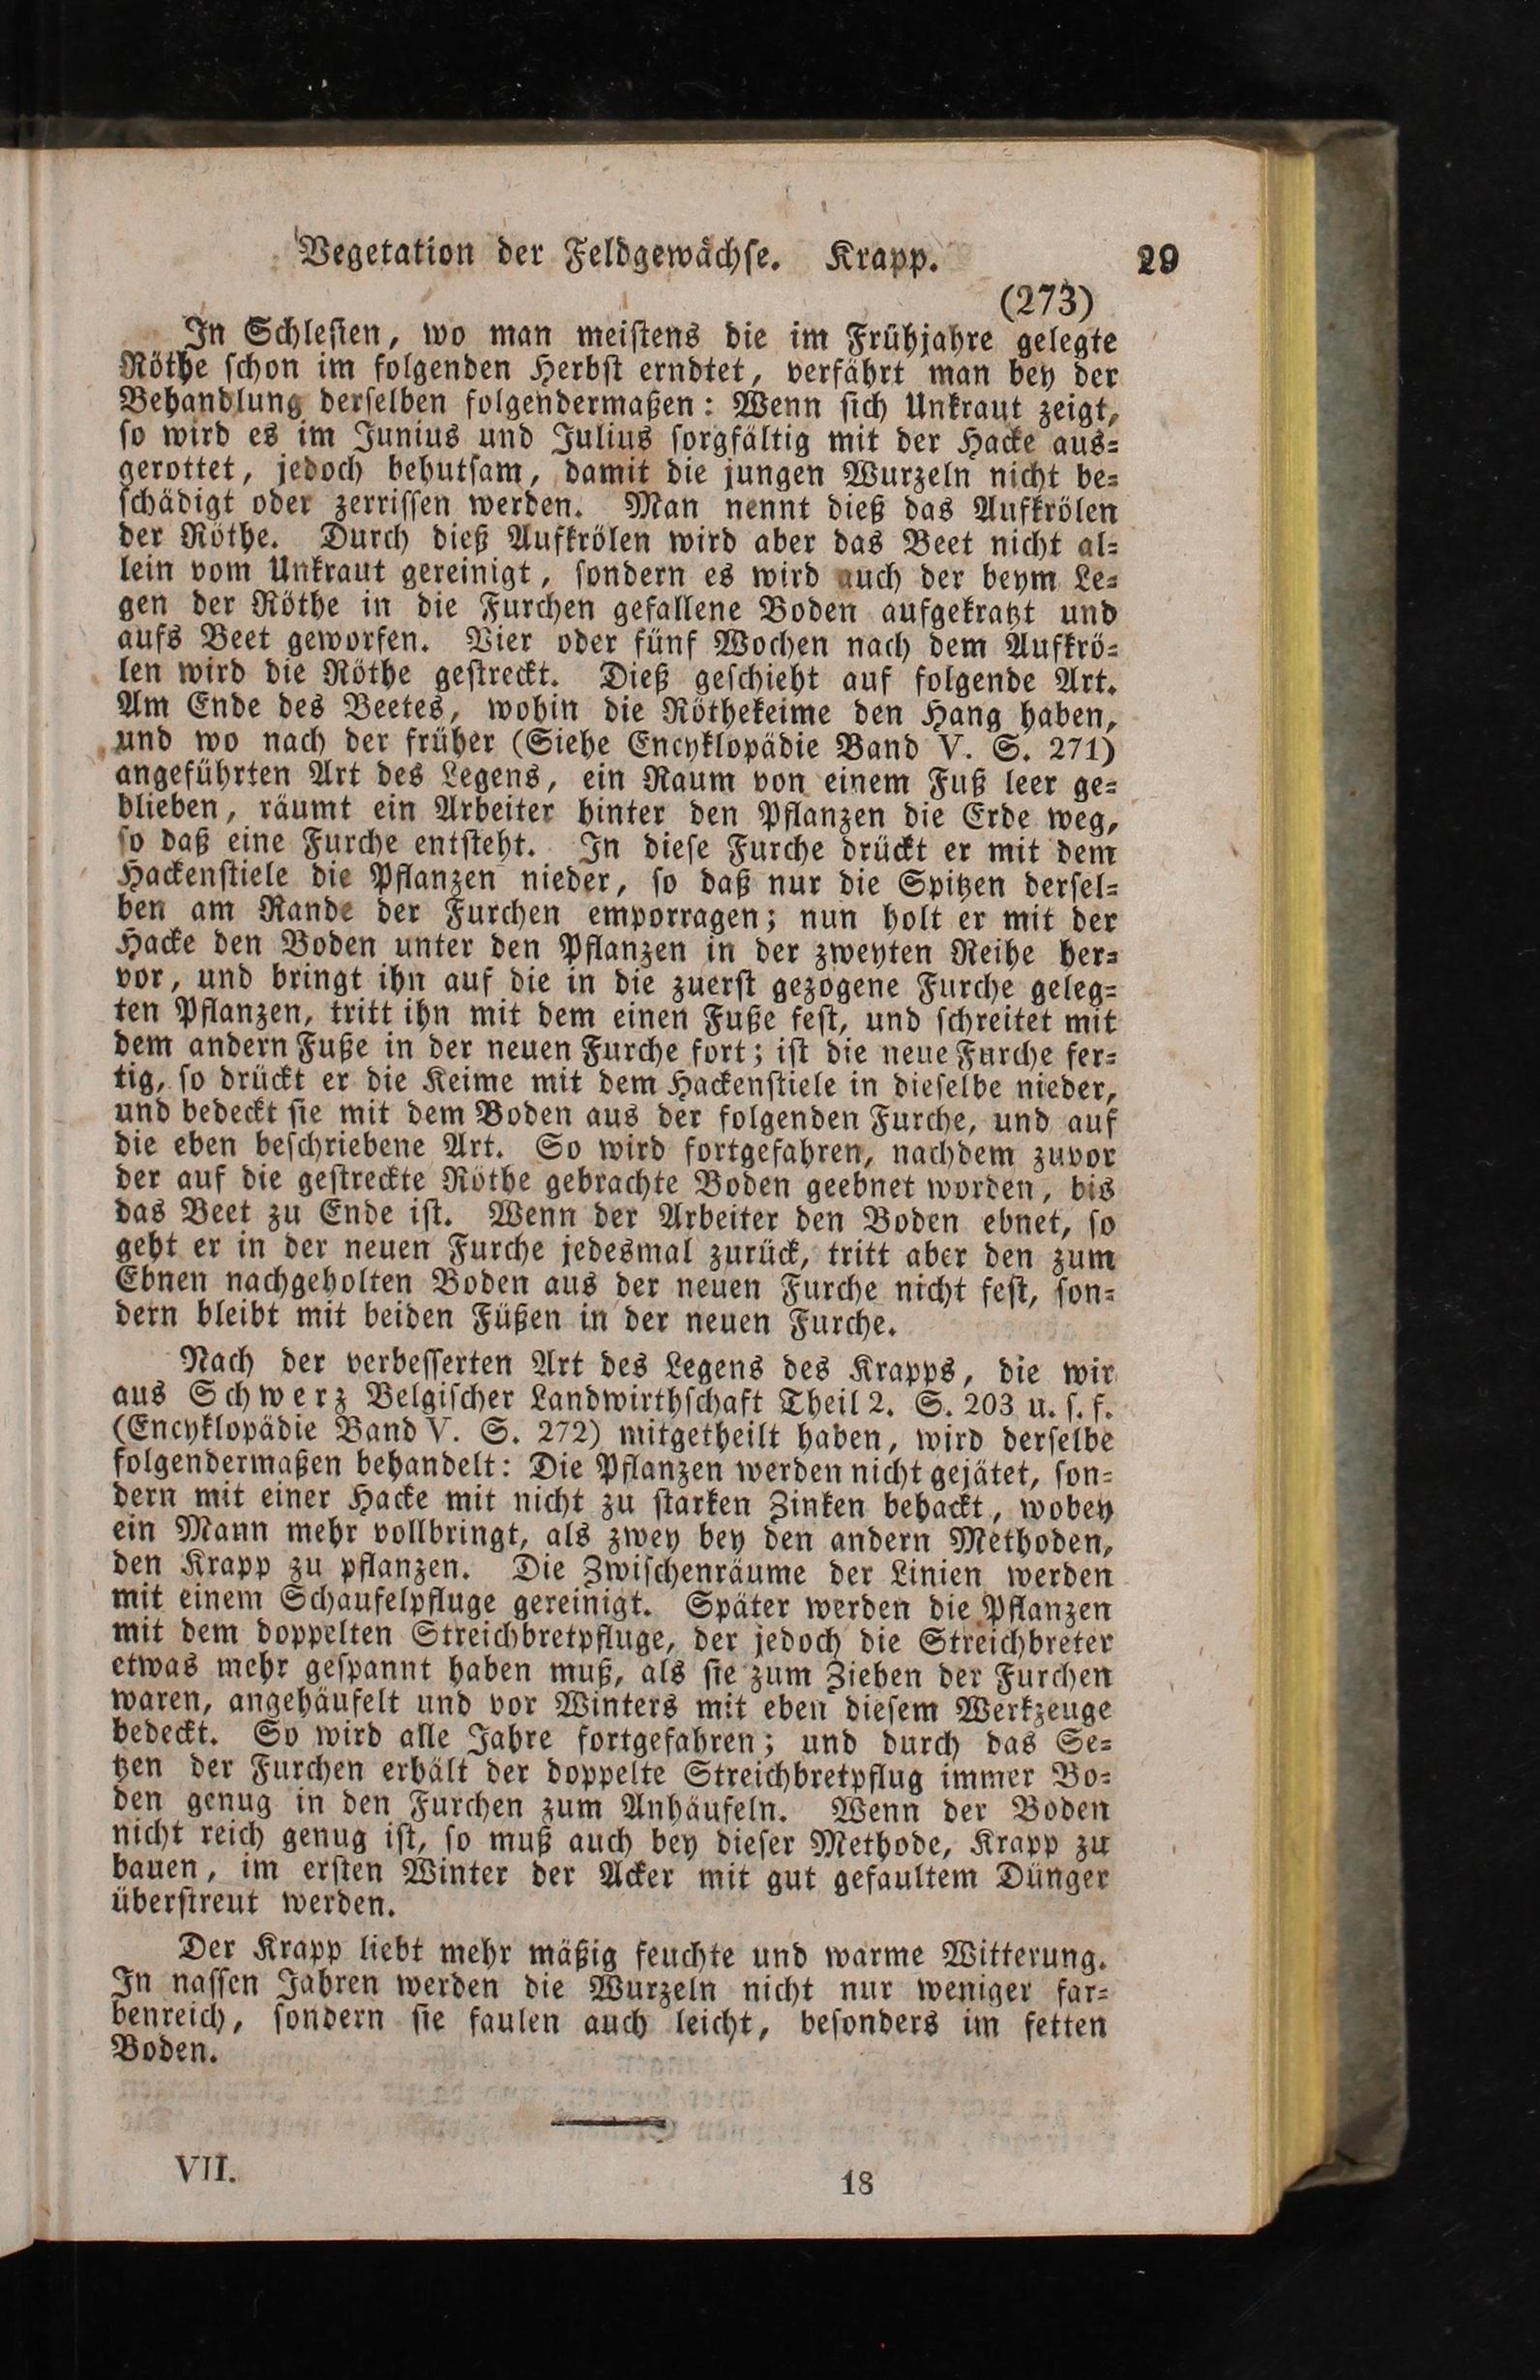 Vegetation der Feldgewächse. Krapp. 29
(273)
In Schlesien, wo man meistens die im Frühjahre gelegte
Röthe schon im folgenden Herbst erndtet, verfährt man bey der
Behandlung derselben folgendermaßen: Wenn sich Unkraut zeigt,
so wird es im Junius und Julius sorgfältig mit der Hacke aus-
gerottet, jedoch behutsam, damit die jungen Wurzeln nicht be-
schädigt oder zerrissen werden. Man nennt dieß das Aufkrölen
der Röthe. Durch dieß Aufkrölen wird aber das Beet nicht al-
lein vom Unkraut gereinigt, sondern es wird auch der beym Le-
gen der Röthe in die Furchen gefallene Boden aufgekratzt und
aufs Beet geworfen. Vier oder fünf Wochen nach dem Aufkrö-
len wird die Röthe gestreckt. Dieß geschieht auf folgende Art.
Am Ende des Beetes, wohin die Röthekeime den Hang haben,
und wo nach der früher (Siehe Encyklopädie Band V. S. 271)
angeführten Art des Legens, ein Raum von einem Fuß leer ge-
blieben, räumt ein Arbeiter hinter den Pflanzen die Erde weg,
so daß eine Furche entsteht. In diese Furche drückt er mit dem
Hackenstiele die Pflanzen nieder, so daß nur die Spitzen dersel-
ben am Rande der Furchen emporragen; nun holt er mit der
Hacke den Boden unter den Pflanzen in der zweyten Reihe her-
vor, und bringt ihn auf die in die zuerst gezogene Furche geleg-
ten Pflanzen, tritt ihn mit dem einen Fuße fest, und schreitet mit
dem andern Fuße in der neuen Furche fort; ist die neue Furche fer-
tig, so drückt er die Keime mit dem Hackenstiele in dieselbe nieder,
und bedeckt sie mit dem Boden aus der folgenden Furche, und auf
die eben beschriebene Art. So wird fortgefahren, nachdem zuvor
der auf die gestreckte Röthe gebrachte Boden geebnet worden, bis
das Beet zu Ende ist. Wenn der Arbeiter den Boden ebnet, so
geht er in der neuen Furche jedesmal zurück, tritt aber den zum
Ebnen nachgeholten Boden aus der neuen Furche nicht fest, son-
dern bleibt mit beiden Füßen in der neuen Furche.
Nach der verbesserten Art des Legens des Krapps, die wir
aus Schwerz Belgischer Landwirthschaft Theil 2. S. 203 u. s. f.
(Encyklopädie Band V. S. 272) mitgetheilt haben, wird derselbe
folgendermaßen behandelt: Die Pflanzen werden nicht gejätet, son-
dern mit einer Hacke mit nicht zu starken Zinken behackt, wobey
ein Mann mehr vollbringt, als zwey bey den andern Methoden,
den Krapp zu pflanzen. Die Zwischenräume der Linien werden
mit einem Schaufelpfluge gereinigt. Später werden die Pflanzen
mit dem doppelten Streichbretpfluge, der jedoch die Streichbreter
etwas mehr gespannt haben muß, als sie zum Ziehen der Furchen
waren, angehäufelt und vor Winters mit eben diesem Werkzeuge
bedeckt. So wird alle Jahre fortgefahren; und durch das Se-
tzen der Furchen erhält der doppelte Streichbretpflug immer Bo-
den genug in den Furchen zum Anhäufeln. Wenn der Boden
nicht reich genug ist, so muß auch bey dieser Methode, Krapp zu
bauen, im ersten Winter der Acker mit gut gefaultem Dünger
überstreut werden.
Der Krapp liebt mehr mäßig feuchte und warme Witterung.
In nassen Jahren werden die Wurzeln nicht nur weniger far-
benreich, sondern sie faulen auch leicht, besonders im fetten
Boden.
VII. 18